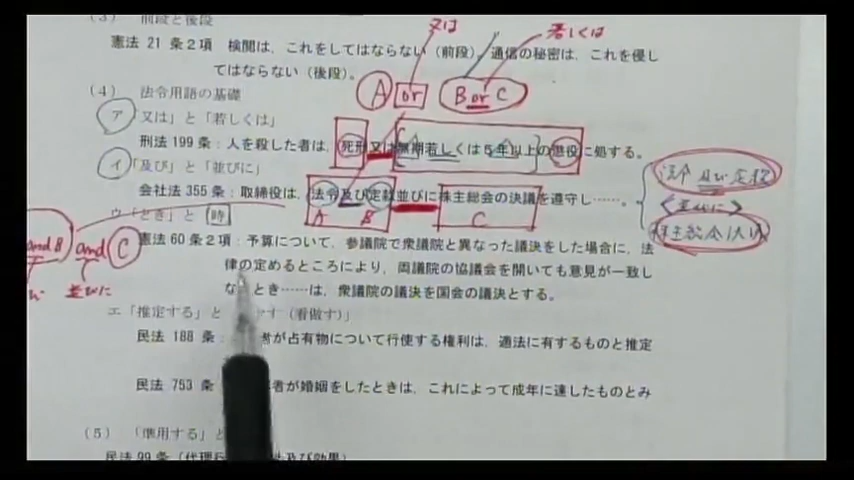 (3) 前段と後段
又は
若しくは
憲法 21 条2項 検閲は、これをしてはならない(前段)。通信の秘密は、これを侵し
てはならない(後段)。
A or B or C
(4) 法令用語の基礎
ア「又は」と「若しくは」
刑法 199 条:人を殺した者は、死刑又は無期若しくは5年以上の懲役に処する。
イ「及び」と「並びに」
法令及び定款
会社法 355 条:取締役は、法令及び定款並びに株主総会の決議を遵守し……。
A B C
<並びに>
株主総会
ウ「とき」と「時」
and B and C
並びに
憲法 60 条2項:予算について、参議院で衆議院と異なった議決をした場合に、法
律の定めるところにより、両議院の協議会を開いても意見が一致し
な とき……は、衆議院の議決を国会の議決とする。
エ「推定する」と す(看做す)」
民法 188 条: が占有物について行使する権利は、適法に有するものと推定
民法 753 条 者が婚姻をしたときは、これによって成年に達したものとみ
(5) 「準用する」と
民法 99 条(代理行 及び効果)